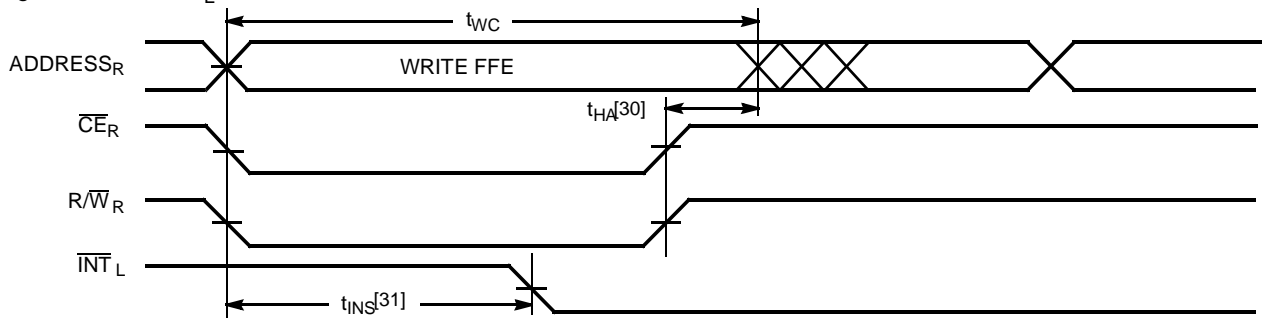 L
tWC
ADDRESSR
WRITE FFE
tHA[30]
CER
R/WR
INTL
tINS[31]